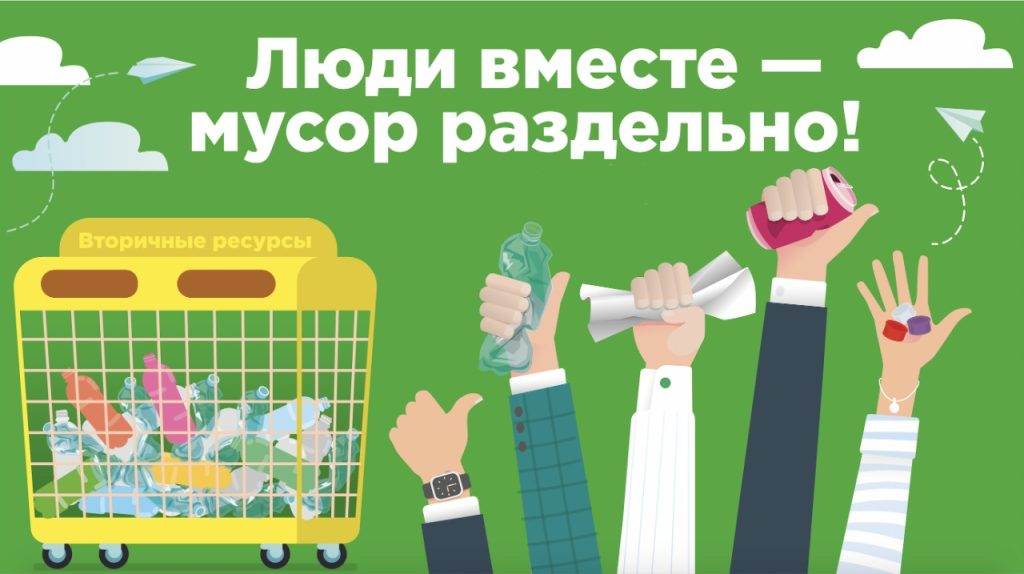 Люди вместе —
мусор раздельно!
Вторичные ресурсы